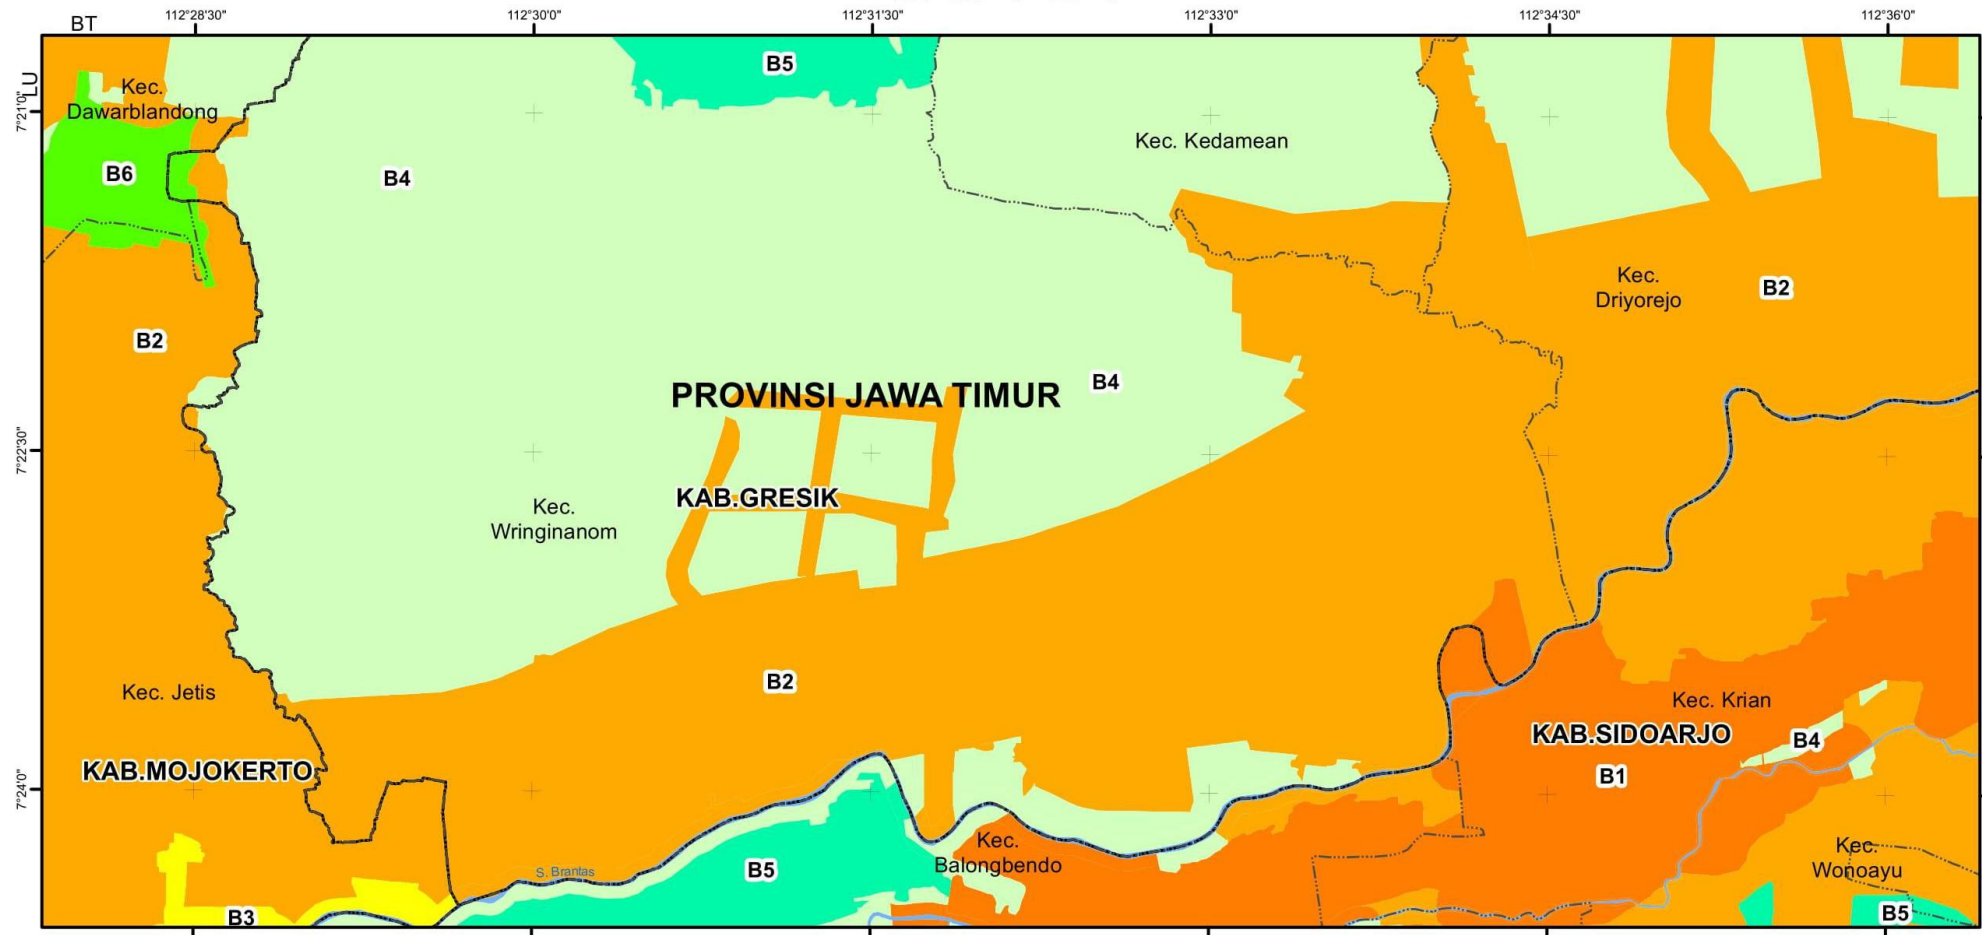 BT
112°28'30"
112°30'0"
112°31'30"
112°33'0"
112°34'30"
112°36'0"
LU
7°21'0"
7°22'30"
7°24'0"
B5
Kec.
Dawarblandong
Kec. Kedamean
B6
B4
Kec.
Driyorejo
B2
B2
B4
PROVINSI JAWA TIMUR
KAB.GRESIK
Kec.
Wringinanom
B2
Kec. Jetis
Kec. Krian
KAB.SIDOARJO
B4
KAB.MOJOKERTO
B1
Kec.
Balongbendo
Kec.
Wonoayu
S. Brantas
B5
B3
B5